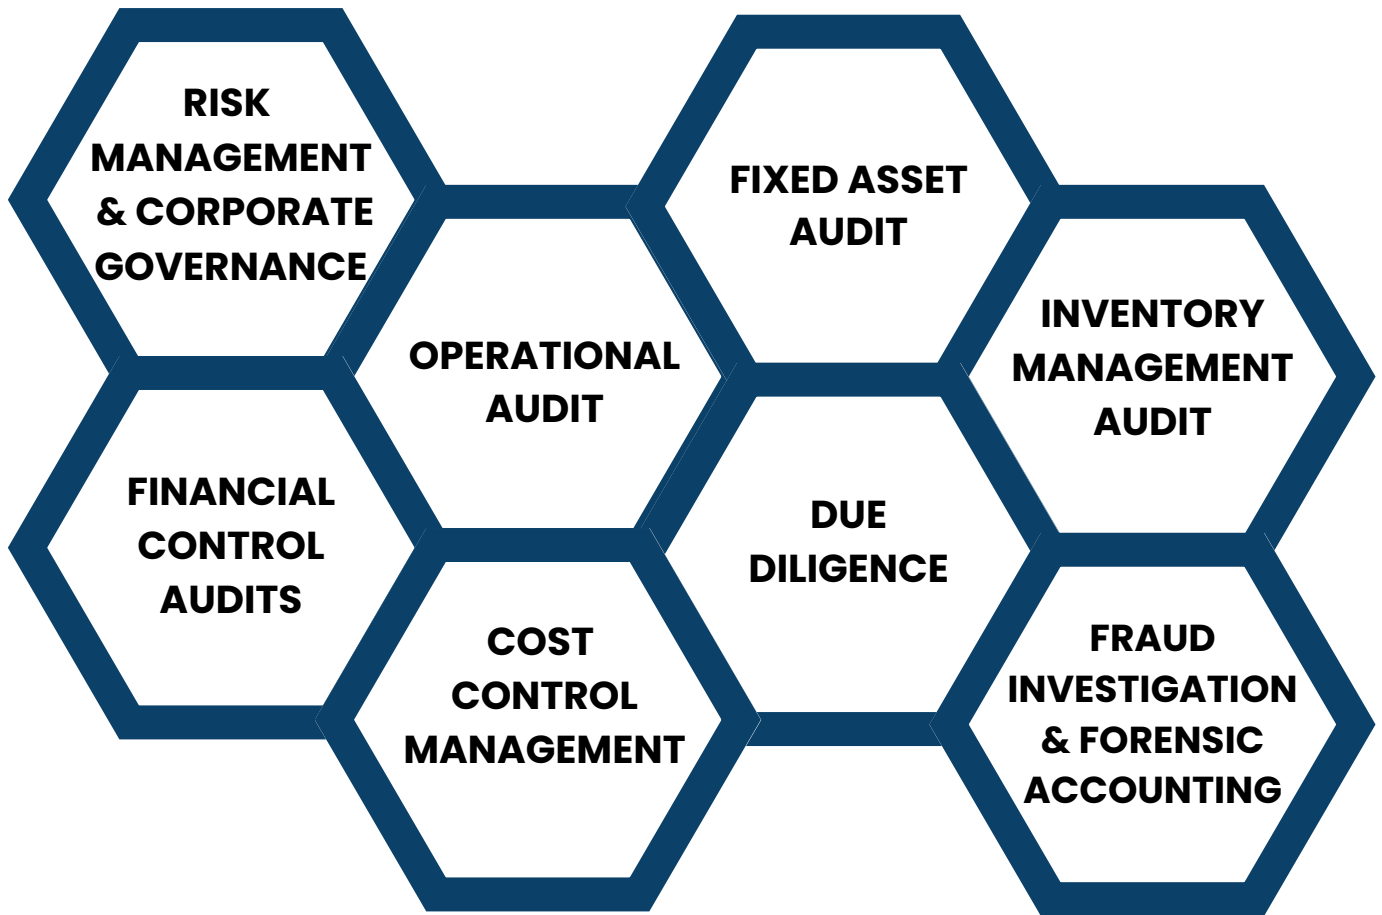 RISK
MANAGEMENT
& CORPORATE
GOVERNANCE
FIXED ASSET
AUDIT
OPERATIONAL
AUDIT
INVENTORY
MANAGEMENT
AUDIT
FINANCIAL
CONTROL
AUDITS
DUE
DILIGENCE
COST
CONTROL
MANAGEMENT
FRAUD
INVESTIGATION
& FORENSIC
ACCOUNTING